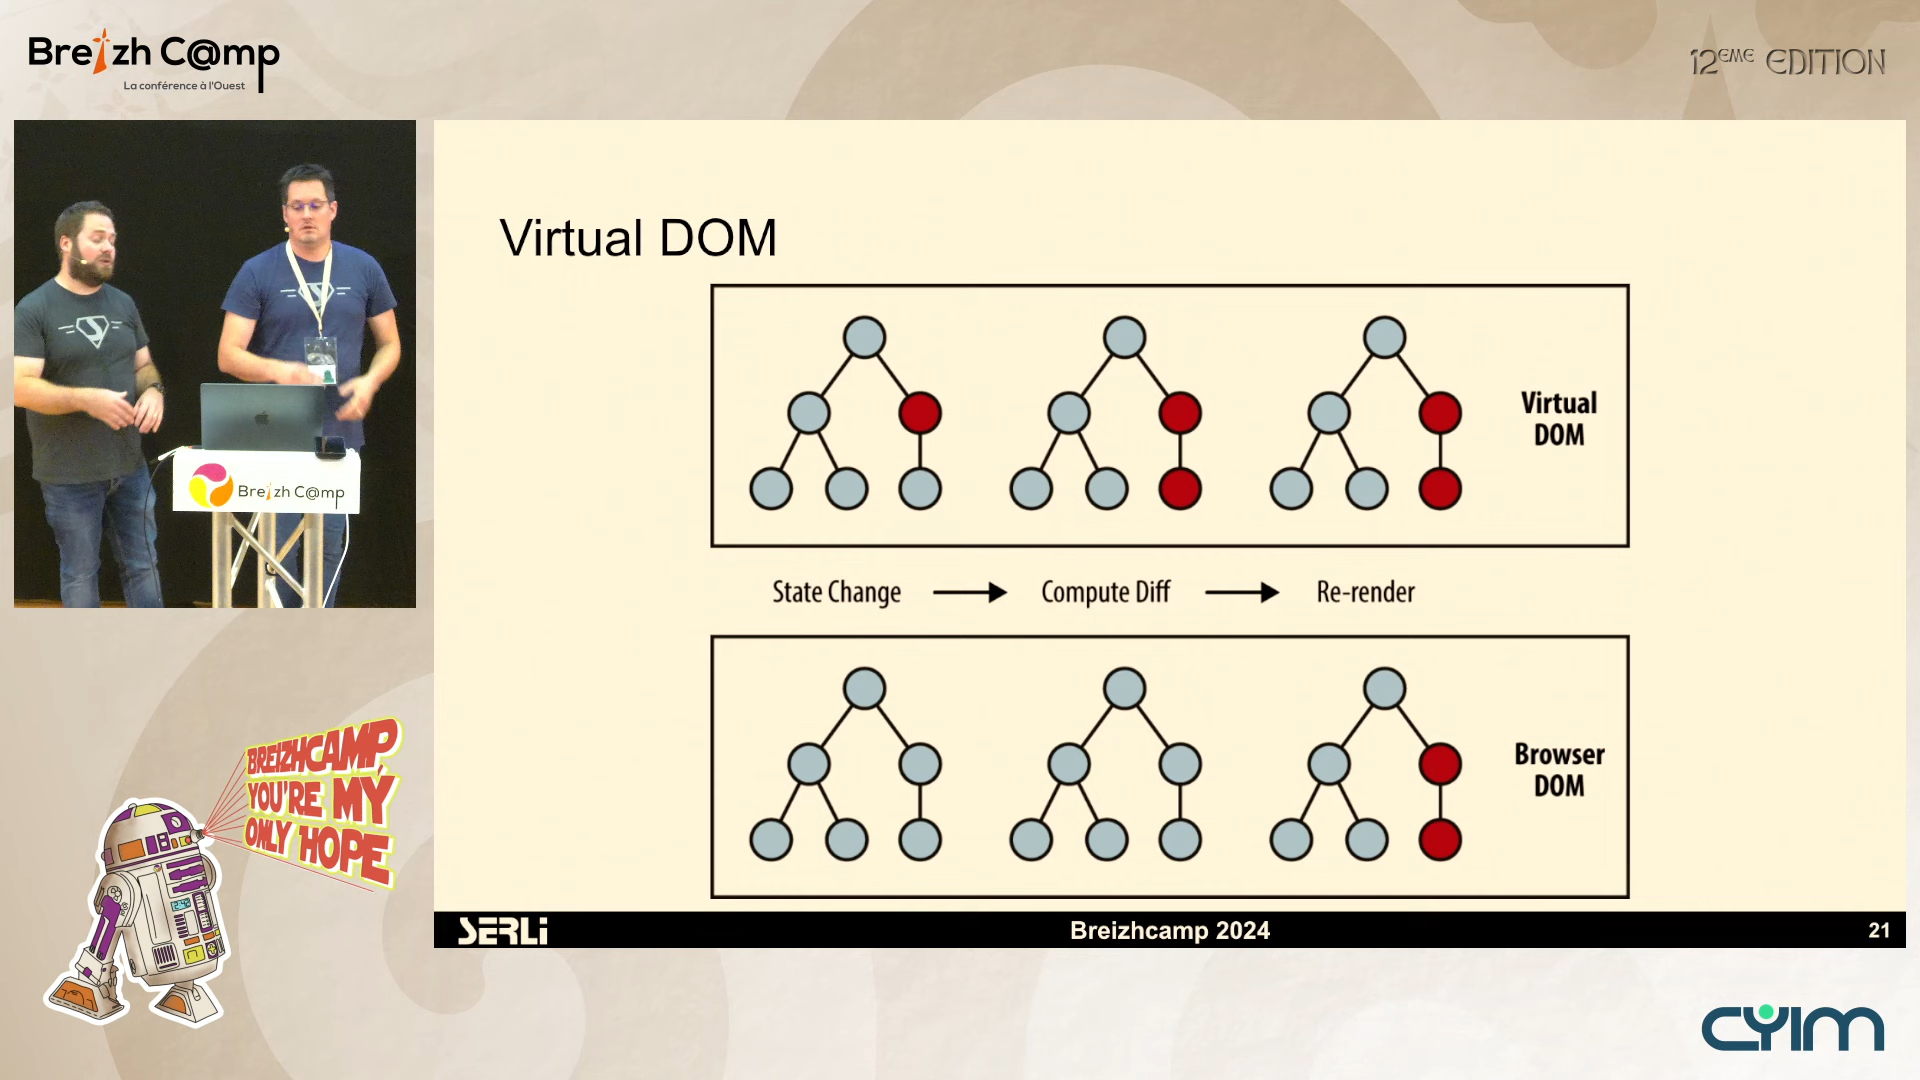 Breizh C@mp
La conférence à l'Ouest
12ÈME EDITION
Breizh C@mp
BREIZHCAMP,
YOU'RE MY
ONLY HOPE
Virtual DOM
Virtual
DOM
State Change
Compute Diff
Re-render
Browser
DOM
SERLi
Breizhcamp 2024
21
CYIM